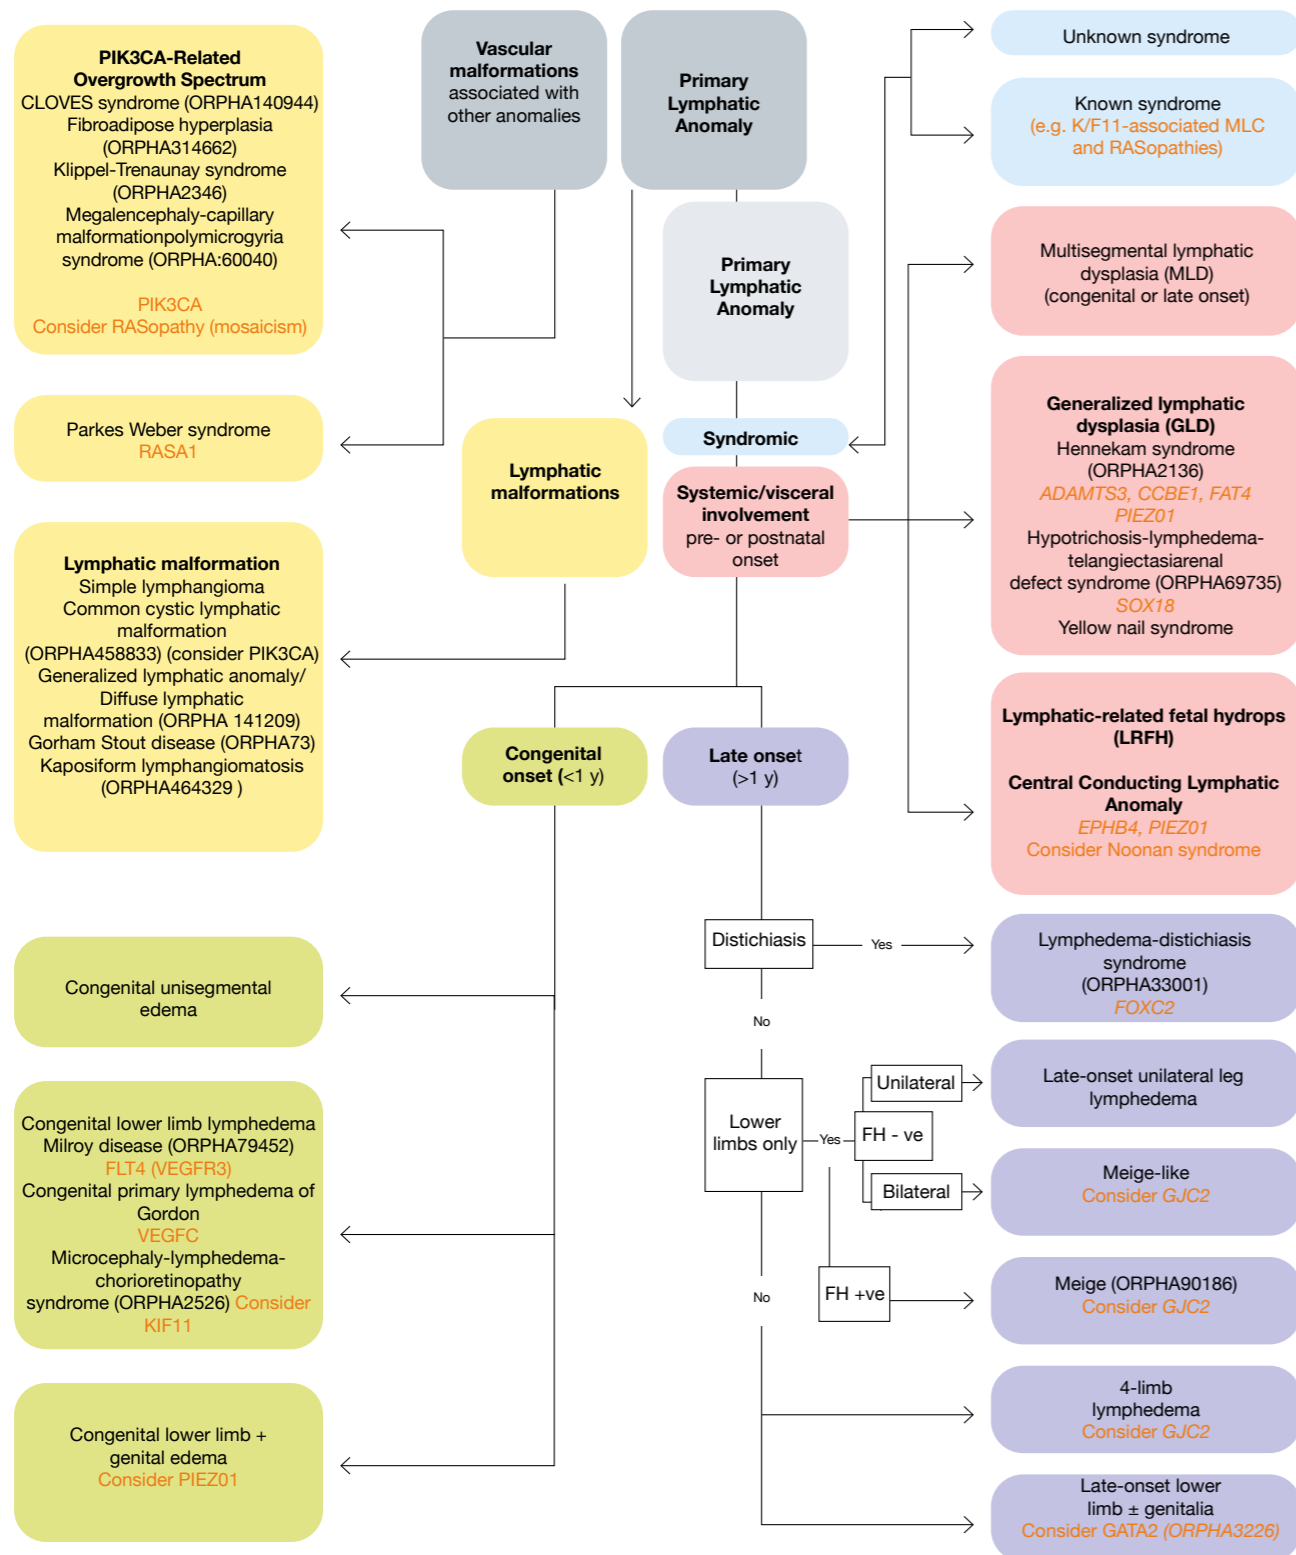 PIK3CA-Related
Overgrowth Spectrum
CLOVES syndrome (ORPHA140944)
Fibroadipose hyperplasia
(ORPHA314662)
Klippel-Trenaunay syndrome
(ORPHA2346)
Megalencephaly-capillary
malformationpolymicrogyria
syndrome (ORPHA:60040)
PIK3CA
Consider RASopathy (mosaicism)
Parkes Weber syndrome
RASA1
Lymphatic malformation
Simple lymphangioma
Common cystic lymphatic
malformation
(ORPHA458833) (consider PIK3CA)
Generalized lymphatic anomaly/
Diffuse lymphatic
malformation (ORPHA 141209)
Gorham Stout disease (ORPHA73)
Kaposiform lymphangiomatosis
(ORPHA464329 )
Congenital unisegmental
edema
Congenital lower limb lymphedema
Milroy disease (ORPHA79452)
FLT4 (VEGFR3)
Congenital primary lymphedema of
Gordon
VEGFC
Microcephaly-lymphedema-
chorioretinopathy
syndrome (ORPHA2526) Consider
KIF11
Congenital lower limb +
genital edema
Consider PIEZ01
Vascular
malformations
associated with
other anomalies
Primary
Lymphatic
Anomaly
Primary
Lymphatic
Anomaly
Syndromic
Lymphatic
malformations
Systemic/visceral
involvement
pre- or postnatal
onset
Congenital
onset (<1 y)
Late onset
(>1 y)
Distichiasis
Yes
No
Lower
limbs only
Yes
Unilateral
FH - ve
Bilateral
FH +ve
No
Unknown syndrome
Known syndrome
(e.g. K/F11-associated MLC
and RASopathies)
Multisegmental lymphatic
dysplasia (MLD)
(congenital or late onset)
Generalized lymphatic
dysplasia (GLD)
Hennekam syndrome
(ORPHA2136)
ADAMTS3, CCBE1, FAT4
PIEZ01
Hypotrichosis-lymphedema-
telangiectasiarenal
defect syndrome (ORPHA69735)
SOX18
Yellow nail syndrome
Lymphatic-related fetal hydrops
(LRFH)
Central Conducting Lymphatic
Anomaly
EPHB4, PIEZ01
Consider Noonan syndrome
Lymphedema-distichiasis
syndrome
(ORPHA33001)
FOXC2
Late-onset unilateral leg
lymphedema
Meige-like
Consider GJC2
Meige (ORPHA90186)
Consider GJC2
4-limb
lymphedema
Consider GJC2
Late-onset lower
limb ± genitalia
Consider GATA2 (ORPHA3226)